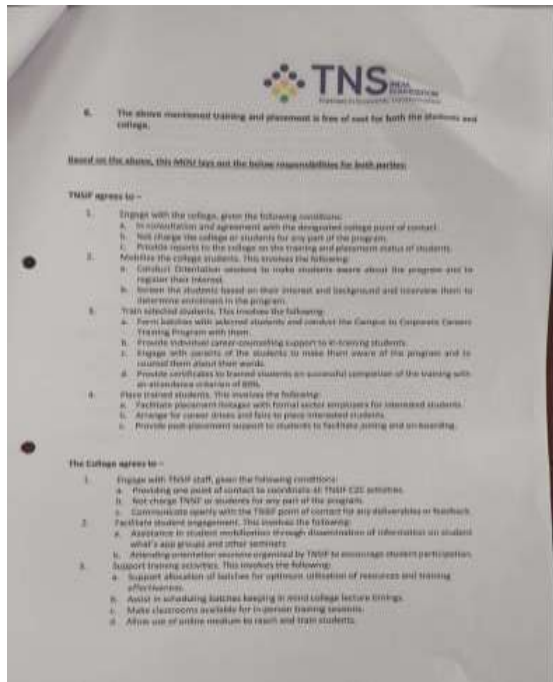 TNS INDIA FOUNDATION
6. The above mentioned training and placement is free of cost for both the students and
college.
Based on the above, this MOU lays out the below responsibilities for both parties:
TNSIF agrees to –
1. Engage with the college, given the following conditions:
a. In consultation and agreement with the designated college point of contact.
b. Not charge the college or students for any part of the program.
c. Provide reports to the college on the training and placement status of students.
2. Mobilize the college students. This involves the following:
a. Conduct Orientation sessions to make students aware about the program and to
register their interest.
b. Screen the students based on their interest and background and interview them to
determine enrollment in the program.
3. Train selected students. This involves the following:
a. Form batches with selected students and conduct the Campus to Corporate Careers
Training Program with them.
b. Provide individual career-counselling support to in-training students.
c. Engage with parents of the students to make them aware of the program and to
counsel them about their wards.
d. Provide certificates to trained students on successful completion of the training with
an attendance criterion of 80%.
4. Place trained students. This involves the following:
a. Facilitate placement linkages with formal sector employers for interested students.
b. Arrange for career drives and fairs to place interested students.
c. Provide post-placement support to students to facilitate joining and on-boarding.
The College agrees to –
1. Engage with TNSIF staff, given the following conditions:
a. Providing one point of contact to coordinate all TNSIF C2C activities.
b. Not charge TNSIF or students for any part of the program.
c. Communicate openly with the TNSIF point of contact for any deliverables or feedback.
2. Facilitate student engagement. This involves the following:
a. Assistance in student mobilization through dissemination of information on student
what's app groups and other seminars
b. Attending orientation sessions organized by TNSIF to encourage student participation.
3. Support training activities. This involves the following:
a. Support allocation of batches for optimum utilization of resources and training
effectiveness.
b. Assist in scheduling batches keeping in mind college lecture timings.
c. Make classrooms available for in-person training sessions.
d. Allow use of online medium to reach and train students.